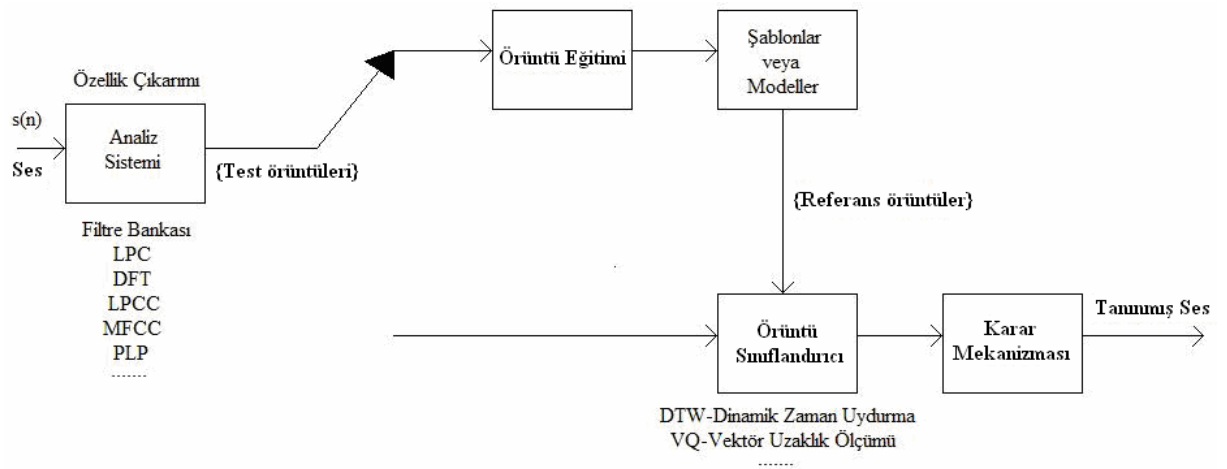 Özellik Çıkarımı
s(n)
Ses
Analiz
Sistemi
{Test örüntüleri}
Filtre Bankası
LPC
DFT
LPCC
MFCC
PLP
.......
Örüntü Eğitimi
Şablonlar
veya
Modeller
{Referans örüntüler}
Örüntü
Sınıflandırıcı
DTW-Dinamik Zaman Uydurma
VQ-Vektör Uzaklık Ölçümü
.......
Karar
Mekanizması
Tanınmış Ses